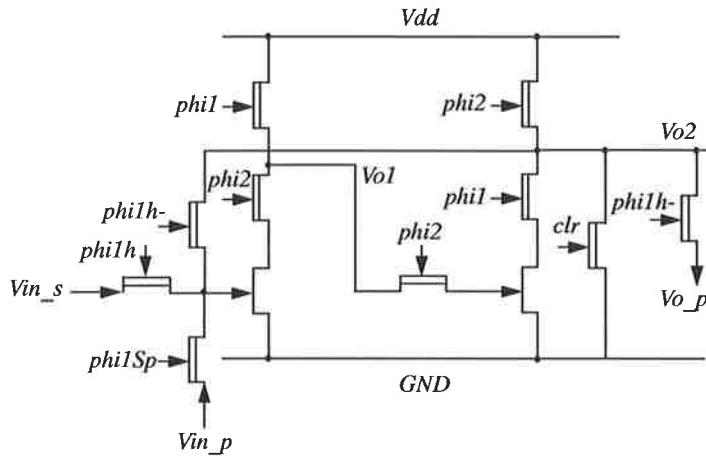 Vdd
phi1
phi2
Vo2
phi2
Vo1
phi1
phi1h-
phi1h-
phi1h
phi2
clr
Vin_s
Vo_p
phi1Sp
GND
Vin_p